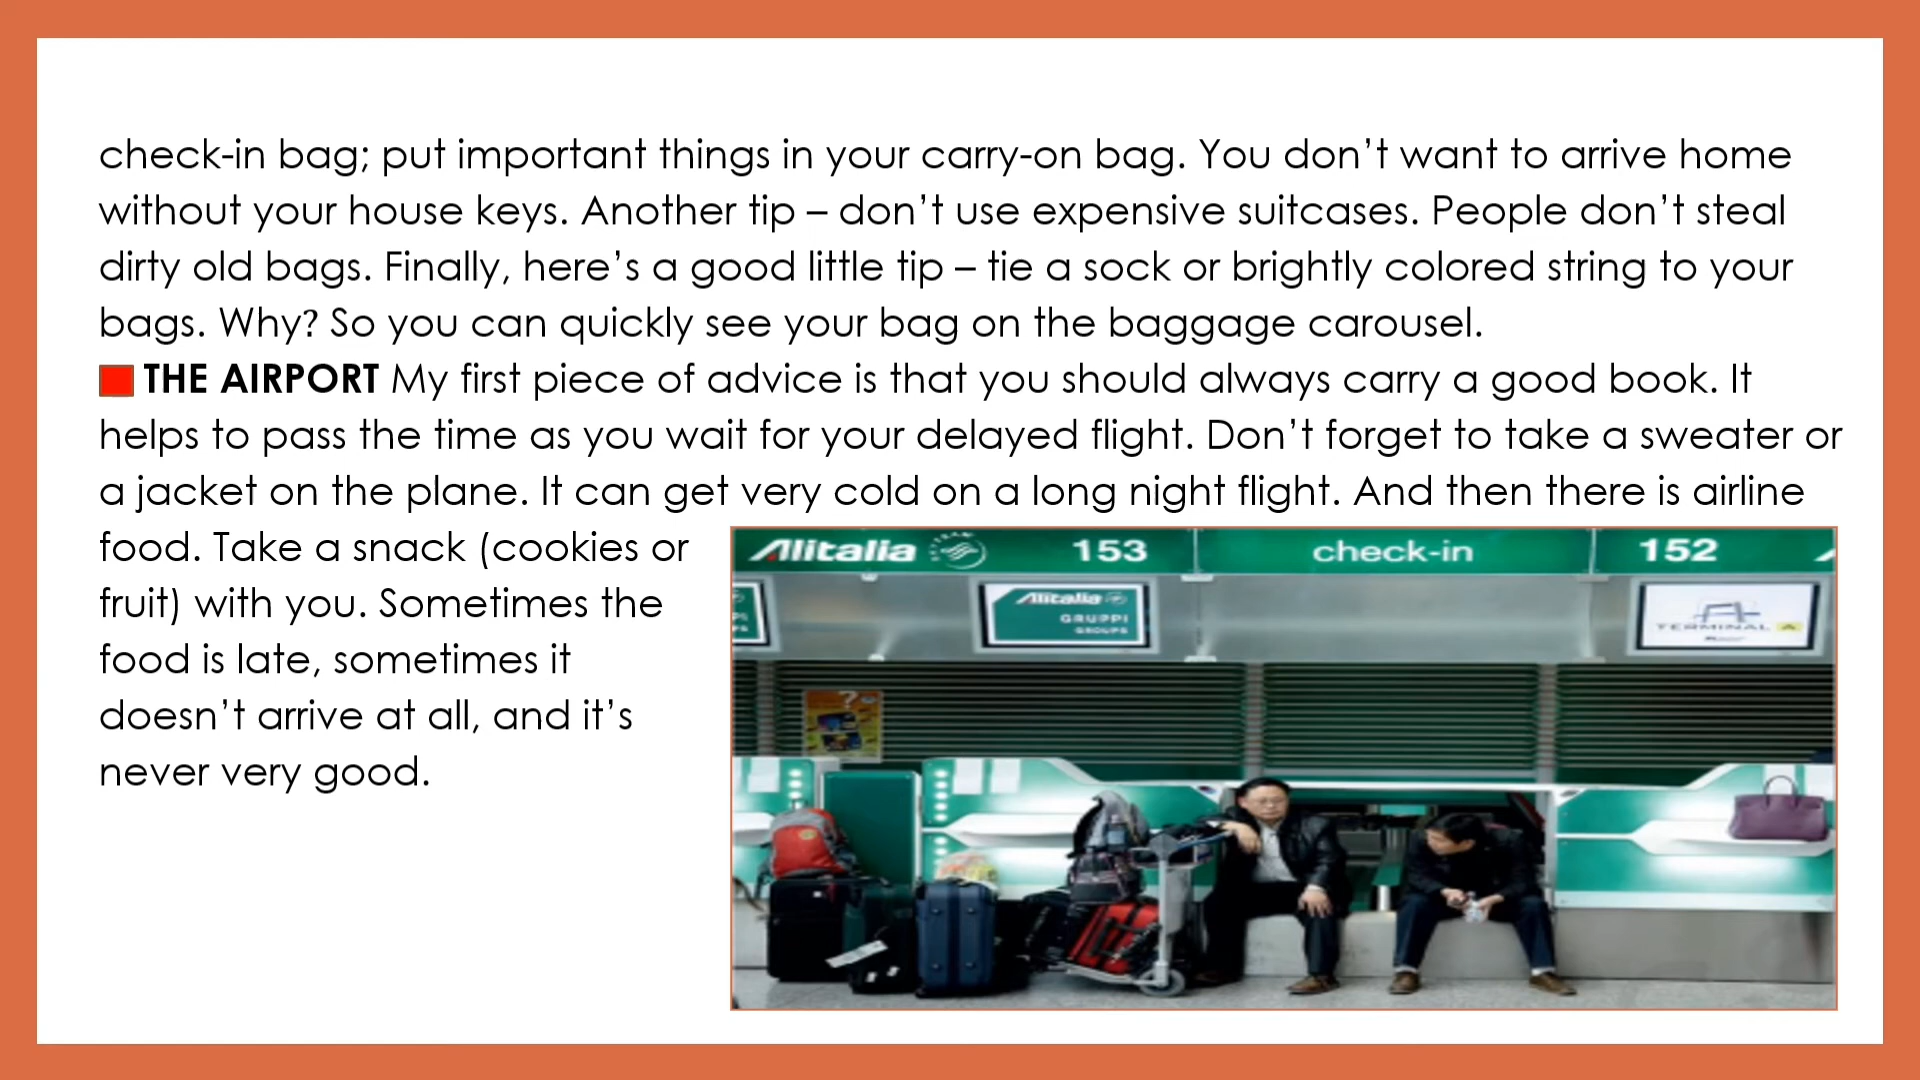 check-in bag; put important things in your carry-on bag. You don’t want to arrive home
without your house keys. Another tip – don’t use expensive suitcases. People don’t steal
dirty old bags. Finally, here’s a good little tip – tie a sock or brightly colored string to your
bags. Why? So you can quickly see your bag on the baggage carousel.
THE AIRPORT My first piece of advice is that you should always carry a good book. It
helps to pass the time as you wait for your delayed flight. Don’t forget to take a sweater or
a jacket on the plane. It can get very cold on a long night flight. And then there is airline
food. Take a snack (cookies or
fruit) with you. Sometimes the
food is late, sometimes it
doesn’t arrive at all, and it’s
never very good.
Alitalia 153 check-in 152
Alitalia
GRUPPI
GROUPS
TERMINAL A